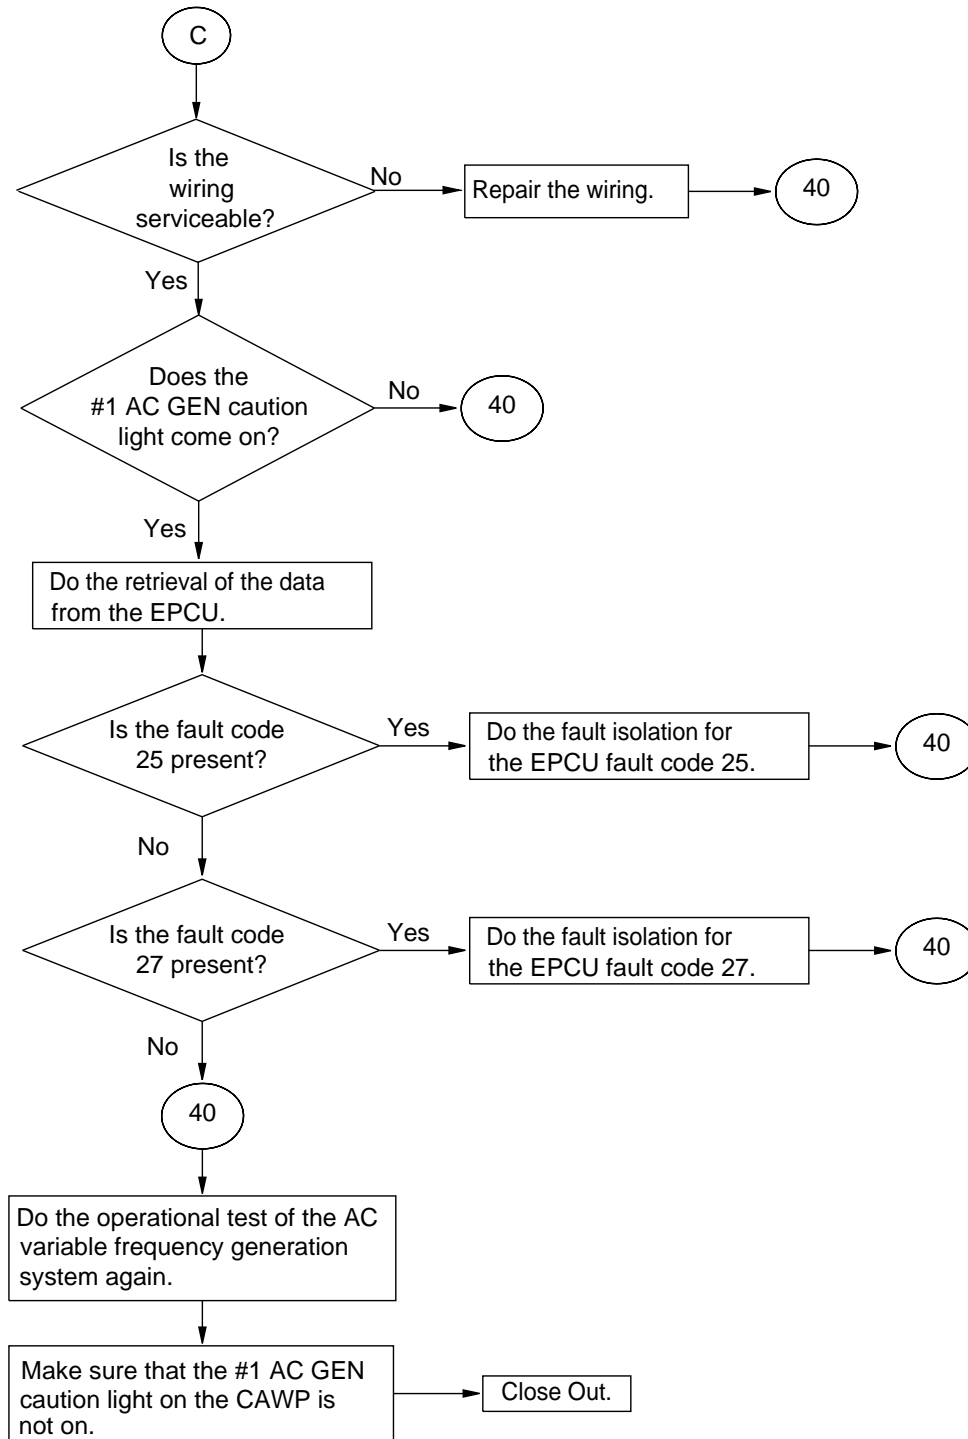 C
Is the
wiring
serviceable?
No
Repair the wiring.
40
Yes
Does the
#1 AC GEN caution
light come on?
No
40
Yes
Do the retrieval of the data
from the EPCU.
Is the fault code
25 present?
Yes
Do the fault isolation for
the EPCU fault code 25.
40
No
Is the fault code
27 present?
Yes
Do the fault isolation for
the EPCU fault code 27.
40
No
40
Do the operational test of the AC
variable frequency generation
system again.
Make sure that the #1 AC GEN
caution light on the CAWP is
not on.
Close Out.